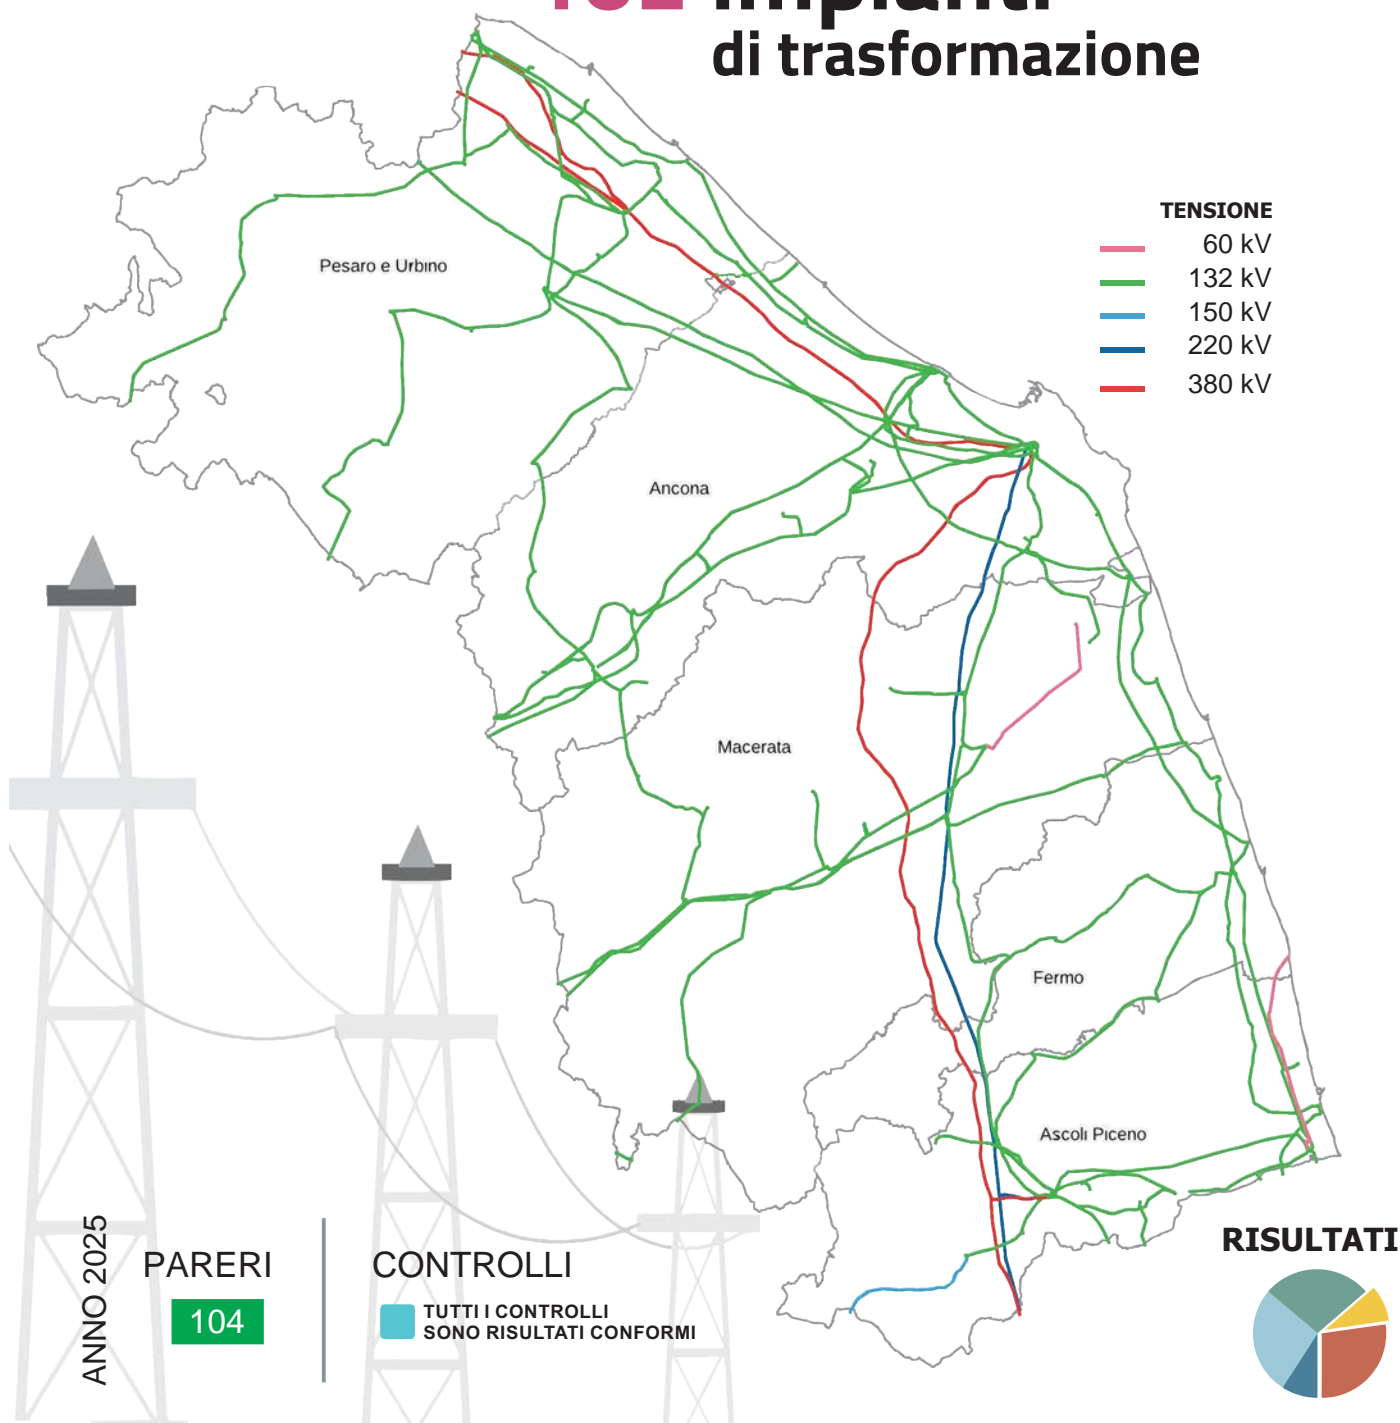 di trasformazione
TENSIONE
60 kV
132 kV
150 kV
220 kV
380 kV
Pesaro e Urbino
Ancona
Macerata
Fermo
Ascoli Piceno
ANNO 2025
PARERI
104
CONTROLLI
TUTTI I CONTROLLI
SONO RISULTATI CONFORMI
RISULTATI